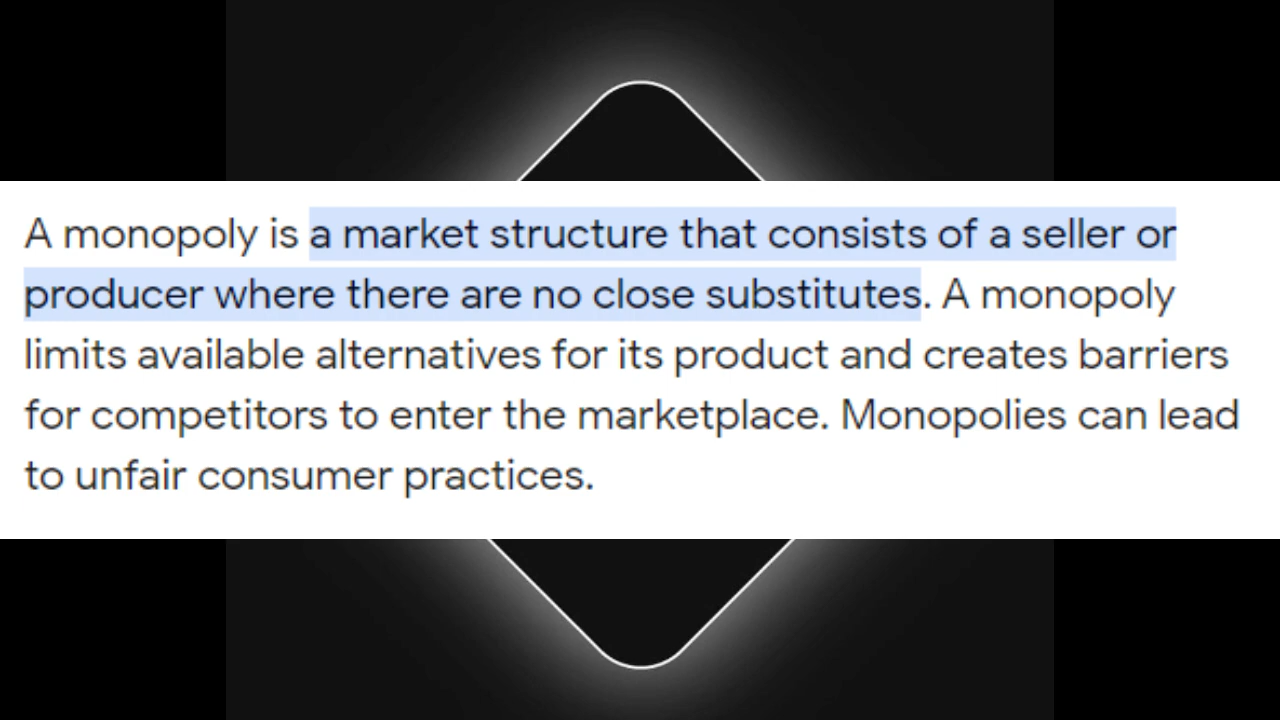 A monopoly is a market structure that consists of a seller or
producer where there are no close substitutes. A monopoly
limits available alternatives for its product and creates barriers
for competitors to enter the marketplace. Monopolies can lead
to unfair consumer practices.